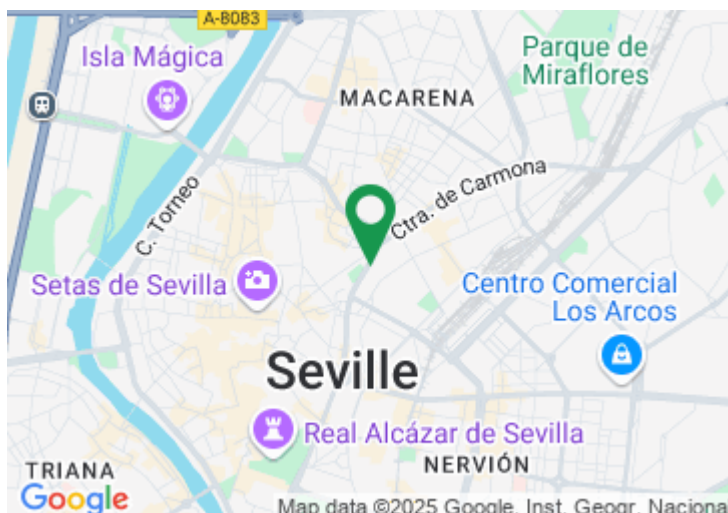 A-8083
Isla Mágica
Parque de
Miraflores
MACARENA
Ctra. de Carmona
C. Torneo
Setas de Sevilla
Centro Comercial
Los Arcos
Seville
Real Alcázar de Sevilla
TRIANA
NERVIÓN
Google
Map data ©2025 Google, Inst. Geogr. Naciona